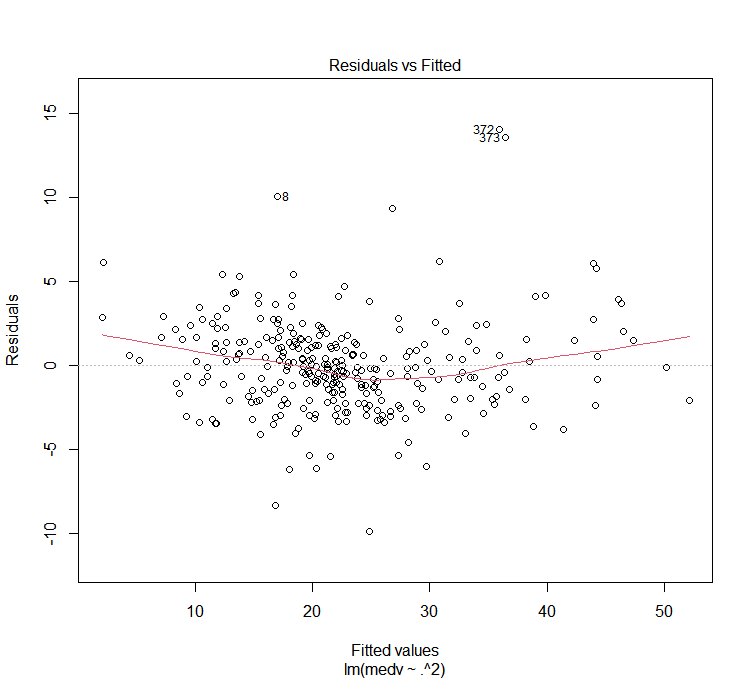 Residuals vs Fitted
15
10
5
0
-5
-10
Residuals
372
373
8
10 20 30 40 50
Fitted values
lm(medv ~ .^2)